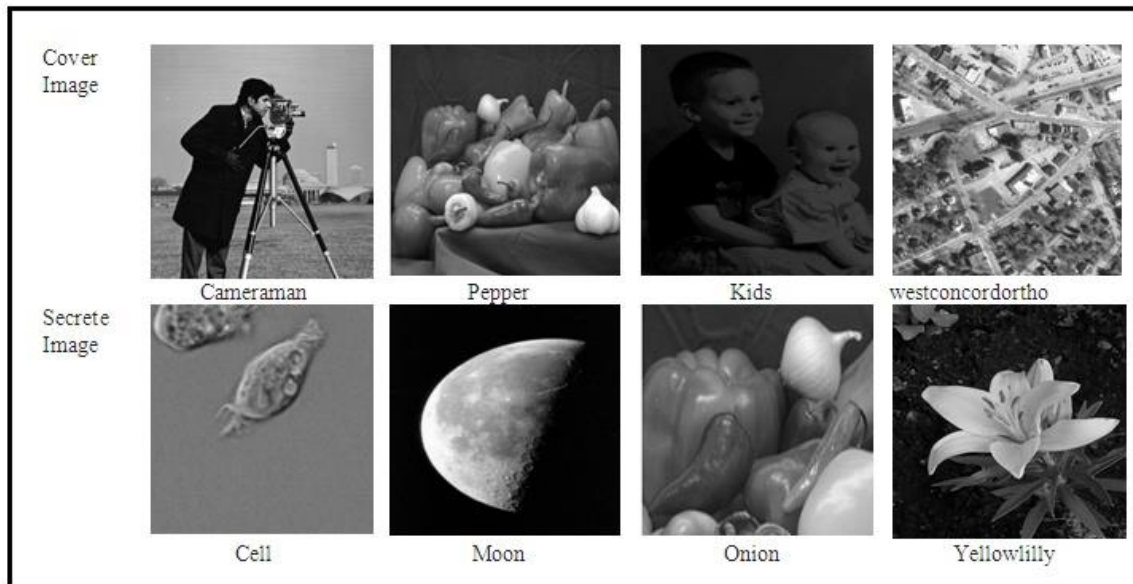 Cover
Image
Cameraman
Pepper
Kids
westconcordortho
Secrete
Image
Cell
Moon
Onion
Yellowlilly